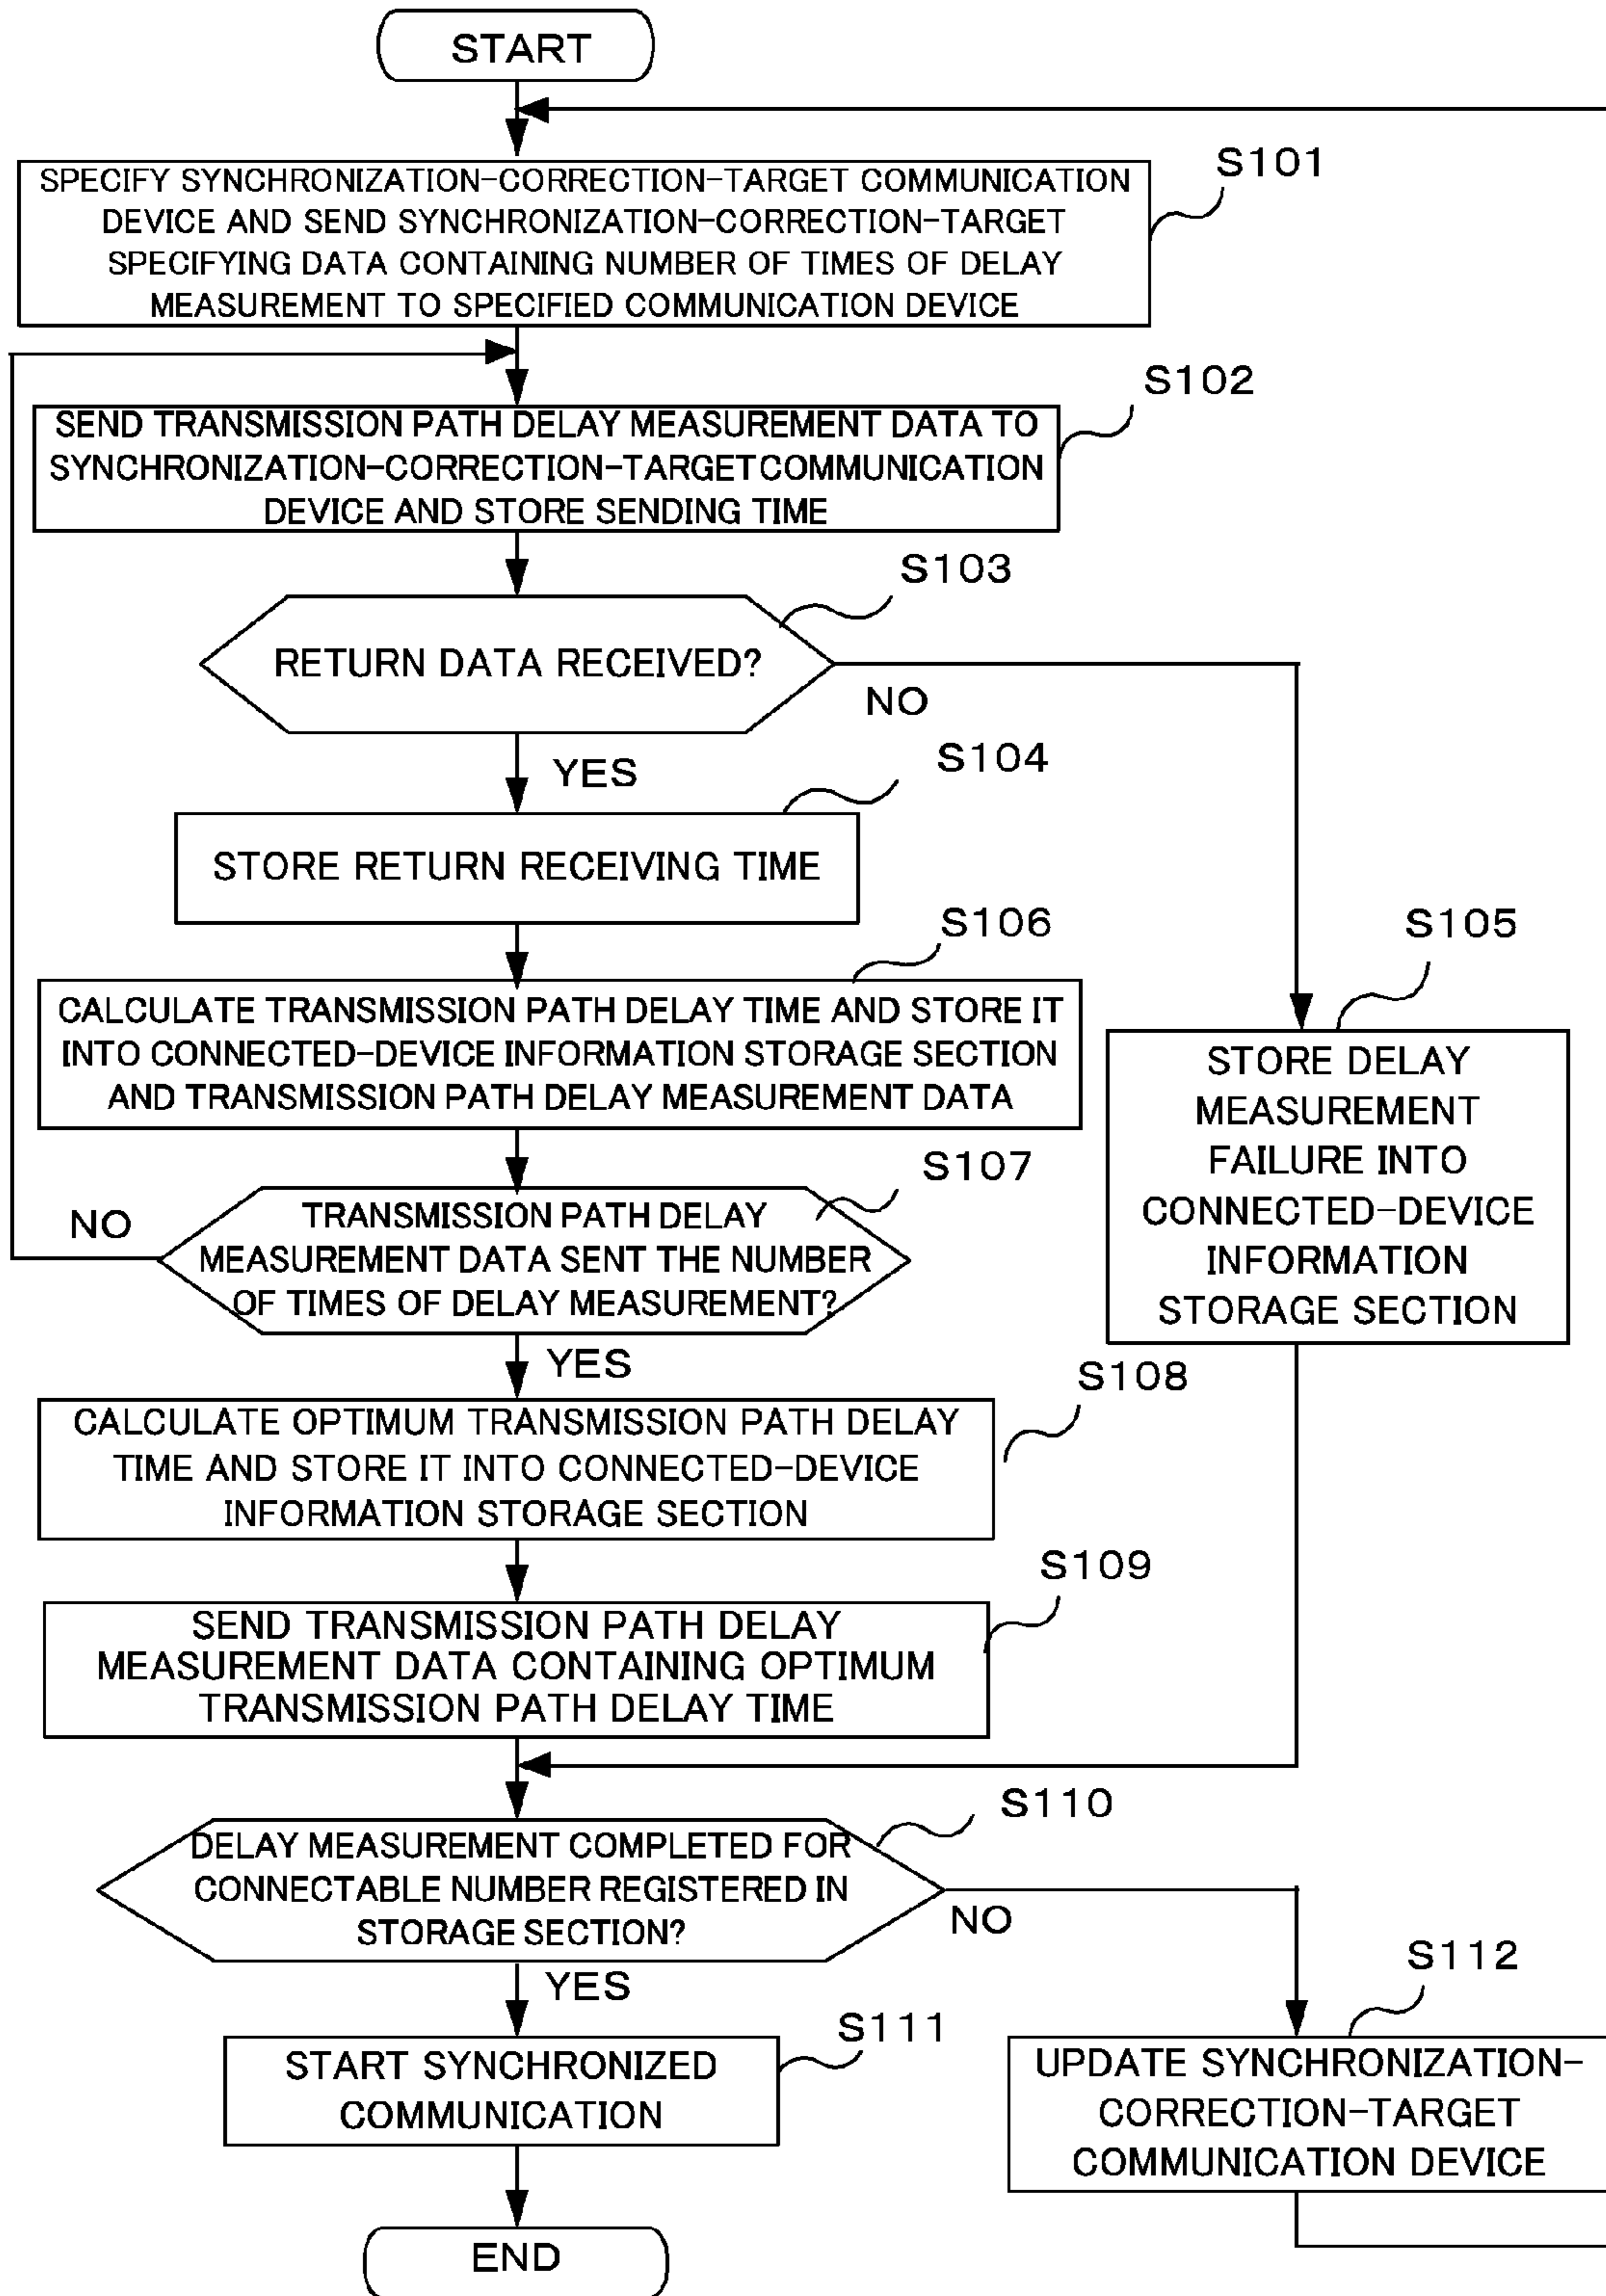 START
S101
SPECIFY SYNCHRONIZATION-CORRECTION-TARGET COMMUNICATION
DEVICE AND SEND SYNCHRONIZATION-CORRECTION-TARGET
SPECIFYING DATA CONTAINING NUMBER OF TIMES OF DELAY
MEASUREMENT TO SPECIFIED COMMUNICATION DEVICE
S102
SEND TRANSMISSION PATH DELAY MEASUREMENT DATA TO
SYNCHRONIZATION-CORRECTION-TARGET COMMUNICATION
DEVICE AND STORE SENDING TIME
S103
RETURN DATA RECEIVED?
NO
YES
S104
STORE RETURN RECEIVING TIME
S106
CALCULATE TRANSMISSION PATH DELAY TIME AND STORE IT
INTO CONNECTED-DEVICE INFORMATION STORAGE SECTION
AND TRANSMISSION PATH DELAY MEASUREMENT DATA
S105
STORE DELAY
MEASUREMENT
FAILURE INTO
CONNECTED-DEVICE
INFORMATION
STORAGE SECTION
S107
NO
TRANSMISSION PATH DELAY
MEASUREMENT DATA SENT THE NUMBER
OF TIMES OF DELAY MEASUREMENT?
YES
S108
CALCULATE OPTIMUM TRANSMISSION PATH DELAY
TIME AND STORE IT INTO CONNECTED-DEVICE
INFORMATION STORAGE SECTION
S109
SEND TRANSMISSION PATH DELAY
MEASUREMENT DATA CONTAINING OPTIMUM
TRANSMISSION PATH DELAY TIME
S110
DELAY MEASUREMENT COMPLETED FOR
CONNECTABLE NUMBER REGISTERED IN
STORAGE SECTION?
NO
YES
S111
START SYNCHRONIZED
COMMUNICATION
S112
UPDATE SYNCHRONIZATION-
CORRECTION-TARGET
COMMUNICATION DEVICE
END